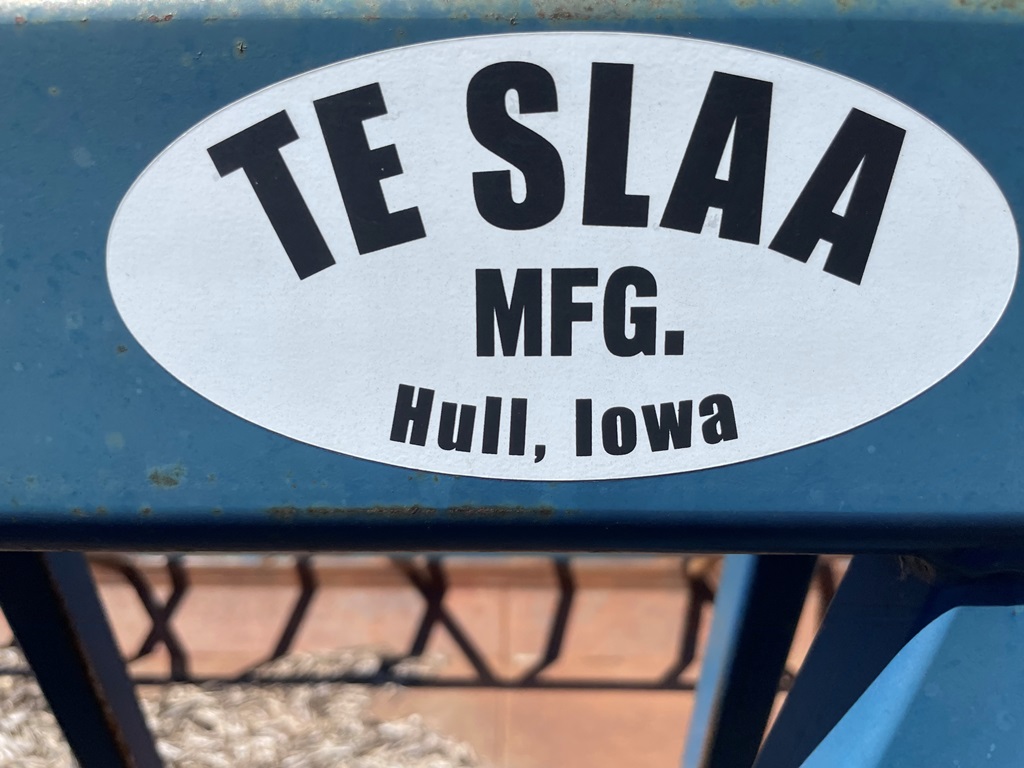 TE SLAA
MFG.
Hull, Iowa